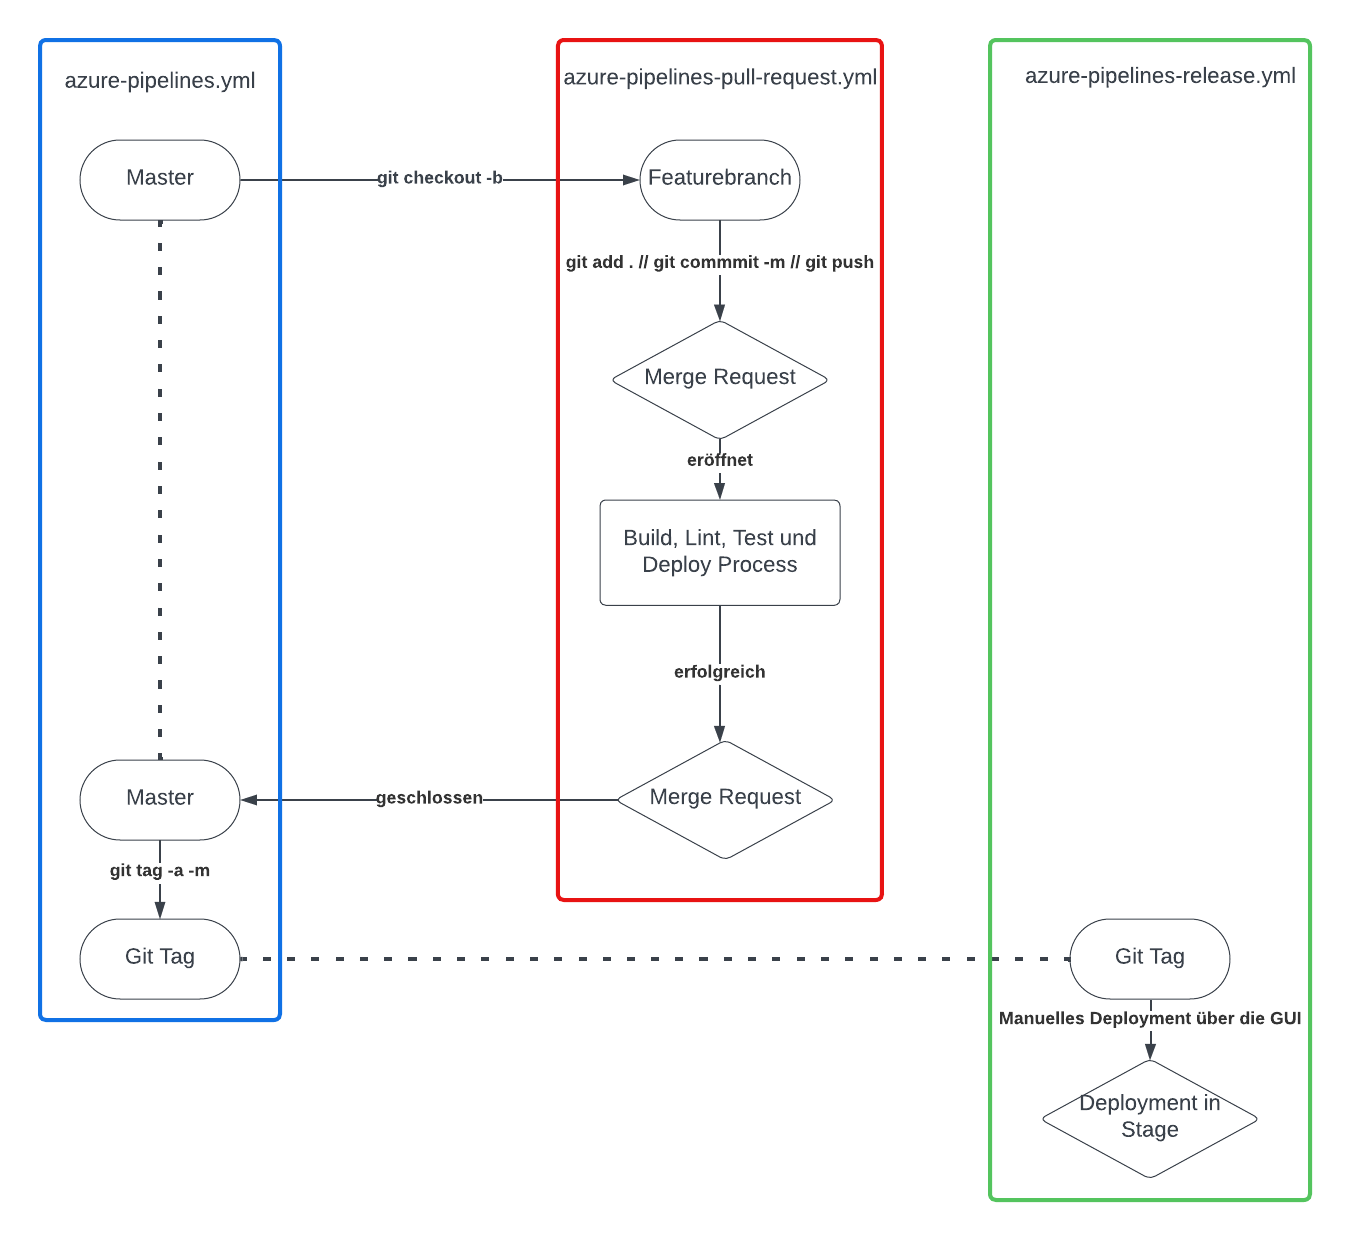 azure-pipelines.yml
azure-pipelines-pull-request.yml
azure-pipelines-release.yml
Master
git checkout -b
Featurebranch
git add . // git commmit -m // git push
Merge Request
eröffnet
Build, Lint, Test und
Deploy Process
erfolgreich
Master
geschlossen
Merge Request
git tag -a -m
Git Tag
Git Tag
Manuelles Deployment über die GUI
Deployment in
Stage